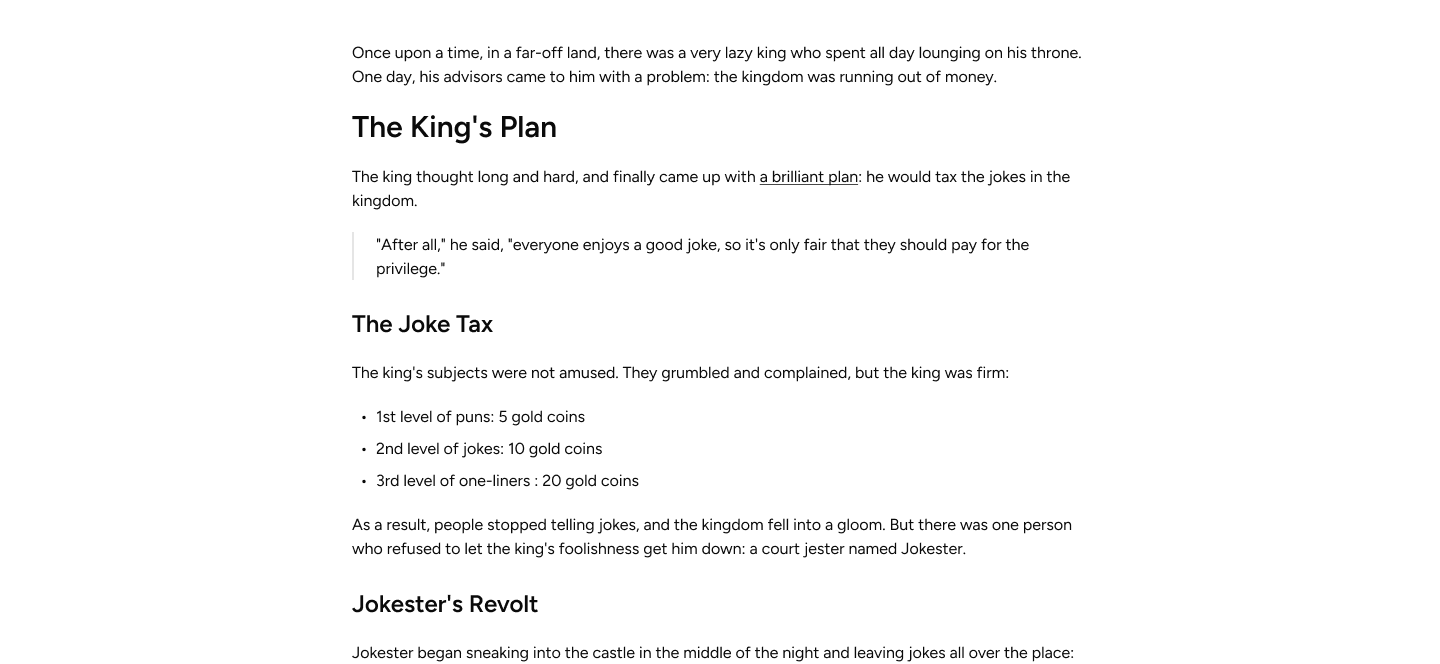 Once upon a time, in a far-off land, there was a very lazy king who spent all day lounging on his throne.
One day, his advisors came to him with a problem: the kingdom was running out of money.
The King's Plan
The king thought long and hard, and finally came up with a brilliant plan: he would tax the jokes in the
kingdom.
"After all," he said, "everyone enjoys a good joke, so it's only fair that they should pay for the
privilege."
The Joke Tax
The king's subjects were not amused. They grumbled and complained, but the king was firm:
• 1st level of puns: 5 gold coins
• 2nd level of jokes: 10 gold coins
• 3rd level of one-liners : 20 gold coins
As a result, people stopped telling jokes, and the kingdom fell into a gloom. But there was one person
who refused to let the king's foolishness get him down: a court jester named Jokester.
Jokester's Revolt
Jokester began sneaking into the castle in the middle of the night and leaving jokes all over the place: